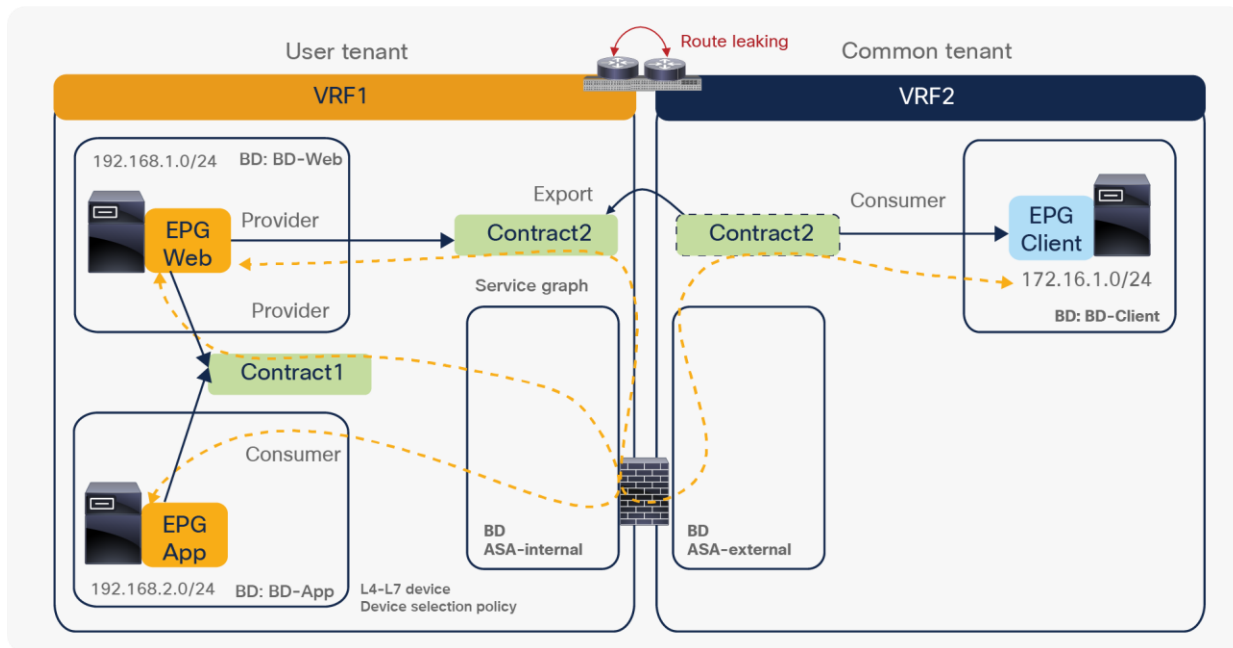 User tenant
Route leaking
Common tenant
VRF1
VRF2
192.168.1.0/24
BD: BD-Web
EPG
Web
Provider
Export
Contract2
Contract2
Consumer
EPG
Client
172.16.1.0/24
BD: BD-Client
Provider
Service graph
Contract1
Consumer
EPG
App
192.168.2.0/24
BD: BD-App
L4-L7 device
Device selection policy
BD
ASA-internal
BD
ASA-external